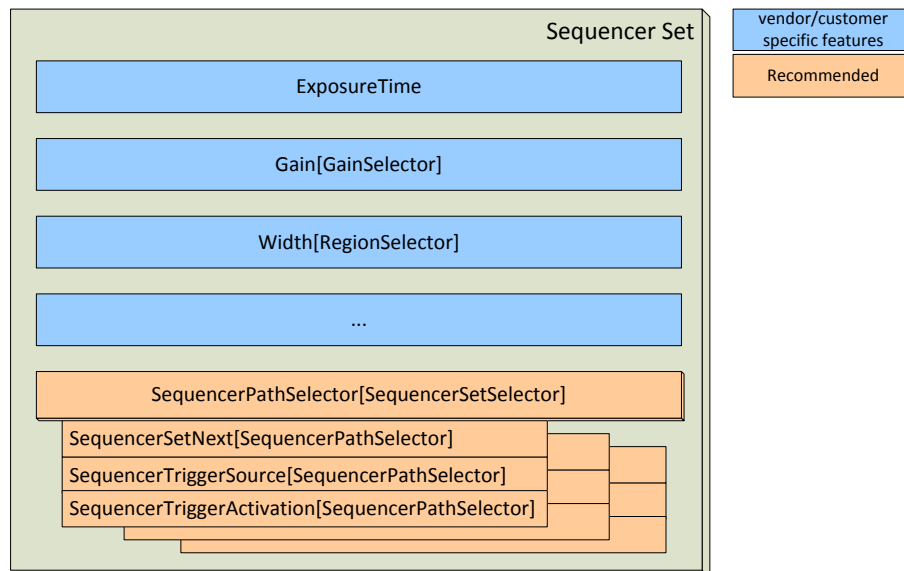 Sequencer Set
vendor/customer
specific features
Recommended
ExposureTime
Gain[GainSelector]
Width[RegionSelector]
...
SequencerPathSelector[SequencerSetSelector]
SequencerSetNext[SequencerPathSelector]
SequencerTriggerSource[SequencerPathSelector]
SequencerTriggerActivation[SequencerPathSelector]